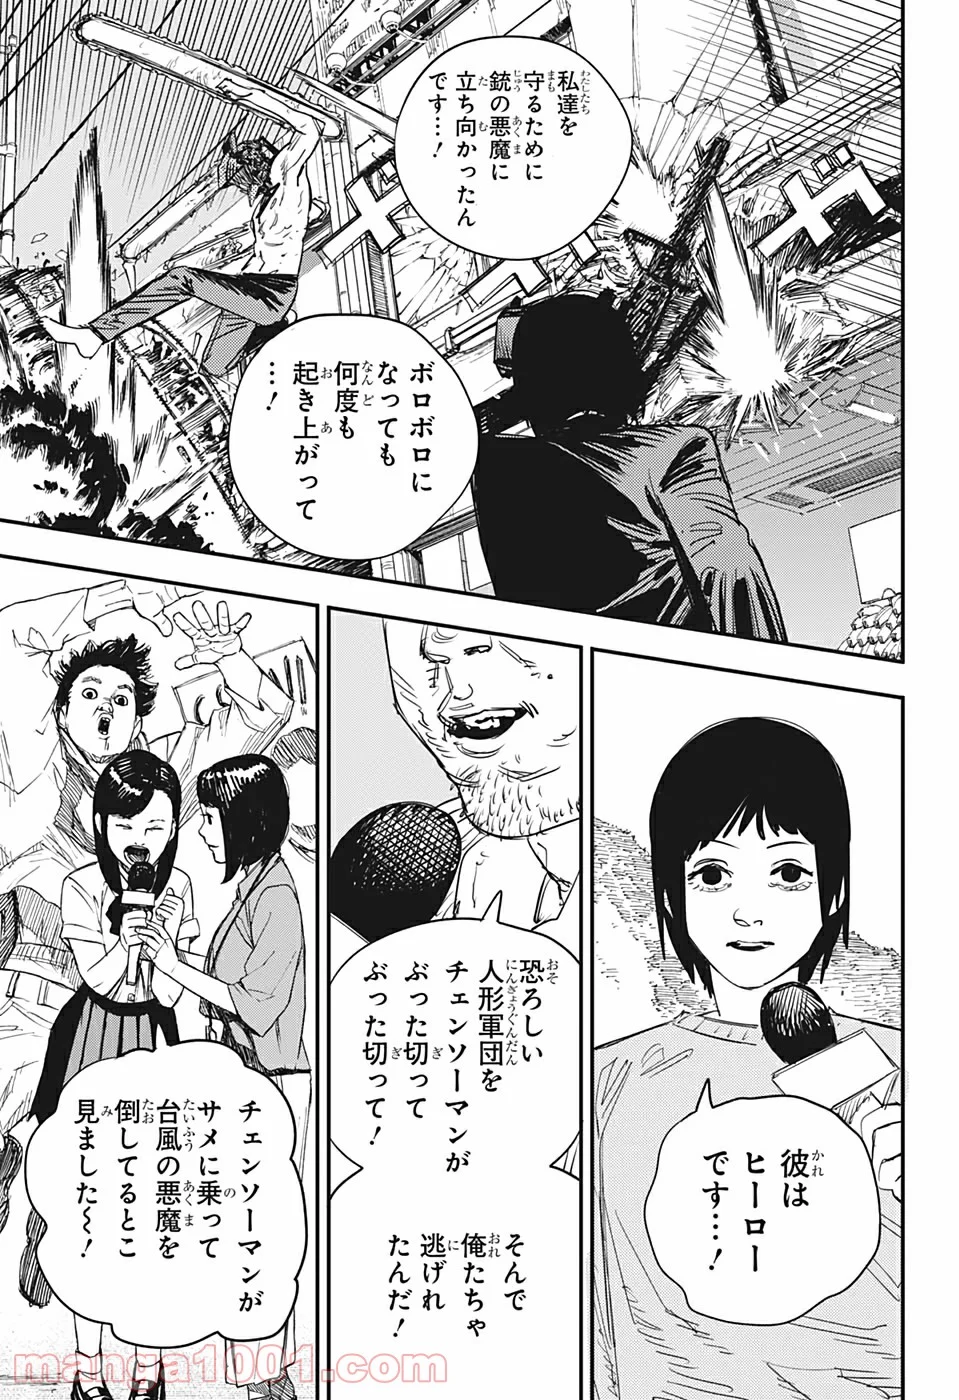 私達を
守るために
銃の悪魔に
立ち向かったん
です…！
ドドドド
ボロボロに
なっても
何度も
起き上がって
…！
彼は
ヒーロー
です…！
恐ろしい
人形軍団を
チェンソーマンが
ぶった切って
ぶった切って！
そんで
俺たちゃ
逃げれ
たんだ！
チェンソーマンが
サメに乗って
台風の悪魔を
倒してるとこ
見ました〜！
manga1001.com